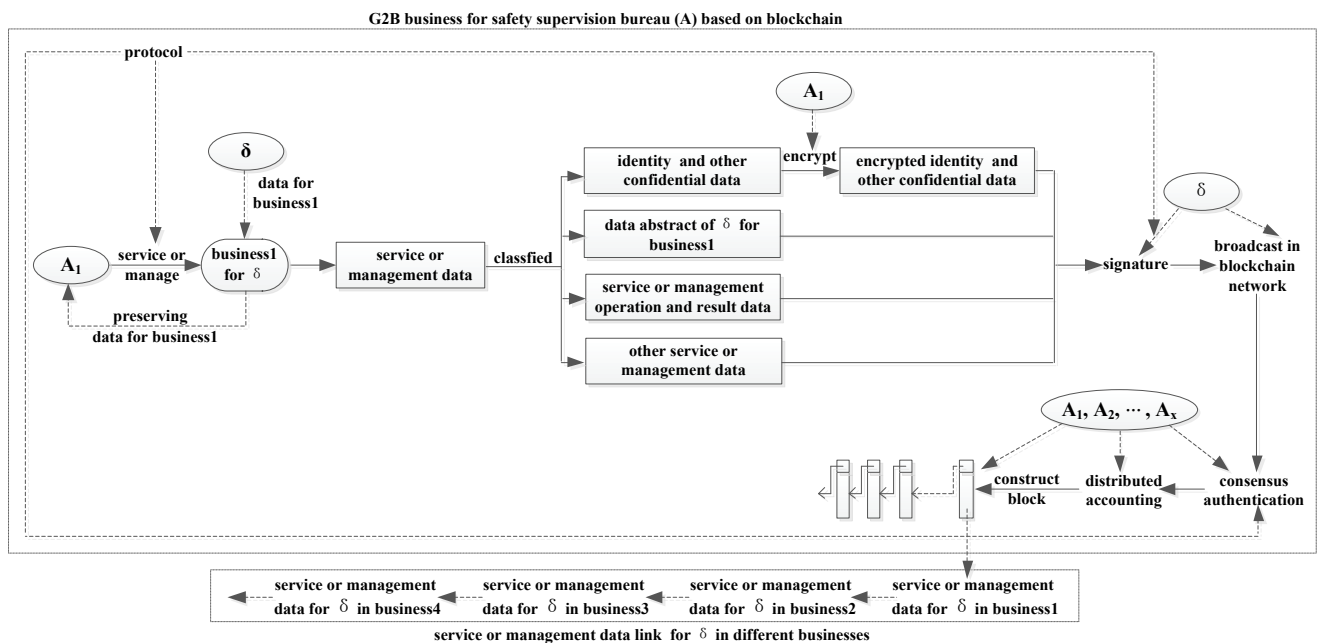 G2B business for safety supervision bureau (A) based on blockchain
protocol
A1
δ
data for
business1
identity and other
confidential data
encrypt
encrypted identity and
other confidential data
δ
data abstract of δ for
business1
A1
service or
manage
business1
for δ
service or
management data
classfied
signature
broadcast in
blockchain
network
service or management
operation and result data
preserving
data for business1
other service or
management data
A1, A2, ···, Ax
construct
block
distributed
accounting
consensus
authentication
service or management
data for δ in business4
service or management
data for δ in business3
service or management
data for δ in business2
service or management
data for δ in business1
service or management data link for δ in different businesses